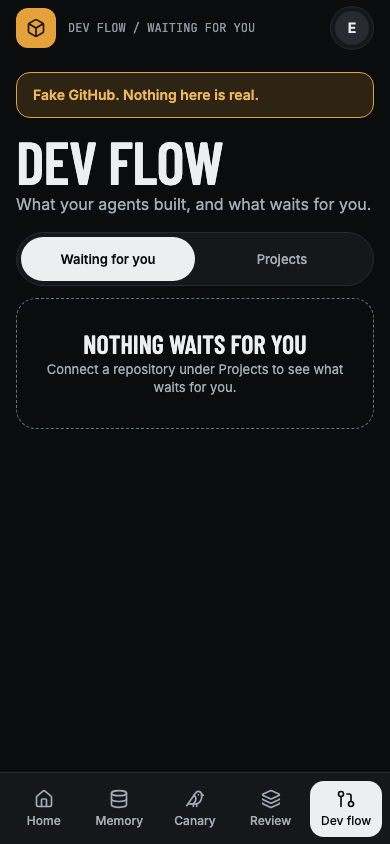 DEV FLOW / WAITING FOR YOU
E
Fake GitHub. Nothing here is real.
DEV FLOW
What your agents built, and what waits for you.
Waiting for you
Projects
NOTHING WAITS FOR YOU
Connect a repository under Projects to see what
waits for you.
Home
Memory
Canary
Review
Dev flow